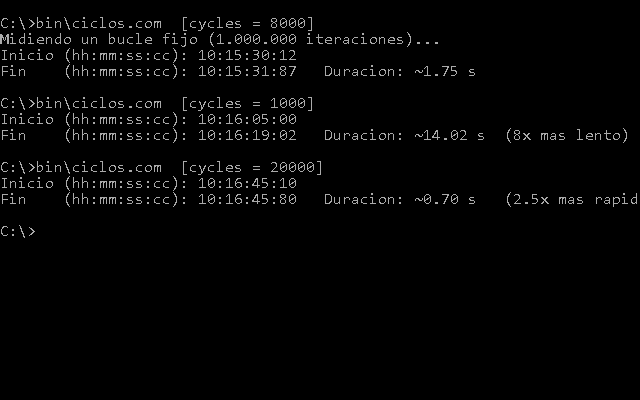 C:\>bin\ciclos.com  [cycles = 8000]
Midiendo un bucle fijo (1.000.000 iteraciones)...
Inicio (hh:mm:ss:cc): 10:15:30:12
Fin    (hh:mm:ss:cc): 10:15:31:87   Duracion: ~1.75 s
C:\>bin\ciclos.com  [cycles = 1000]
Inicio (hh:mm:ss:cc): 10:16:05:00
Fin    (hh:mm:ss:cc): 10:16:19:02   Duracion: ~14.02 s  (8x mas lento)
C:\>bin\ciclos.com  [cycles = 20000]
Inicio (hh:mm:ss:cc): 10:16:45:10
Fin    (hh:mm:ss:cc): 10:16:45:80   Duracion: ~0.70 s   (2.5x mas rapid
C:\>